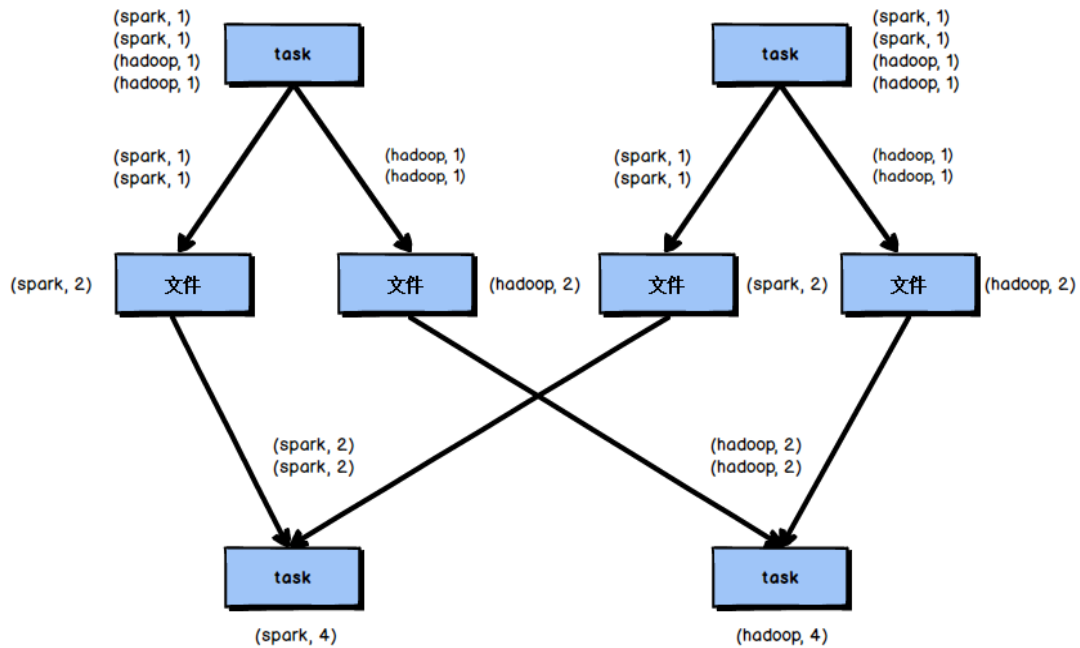 (spark, 1)
(spark, 1)
(hadoop, 1)
(hadoop, 1)
task
task
(spark, 1)
(spark, 1)
(hadoop, 1)
(hadoop, 1)
(spark, 1)
(spark, 1)
(hadoop, 1)
(hadoop, 1)
(spark, 1)
(spark, 1)
(hadoop, 1)
(hadoop, 1)
(spark, 2)
文件
文件
(hadoop, 2)
文件
(spark, 2)
文件
(hadoop, 2)
(spark, 2)
(spark, 2)
(hadoop, 2)
(hadoop, 2)
task
task
(spark, 4)
(hadoop, 4)